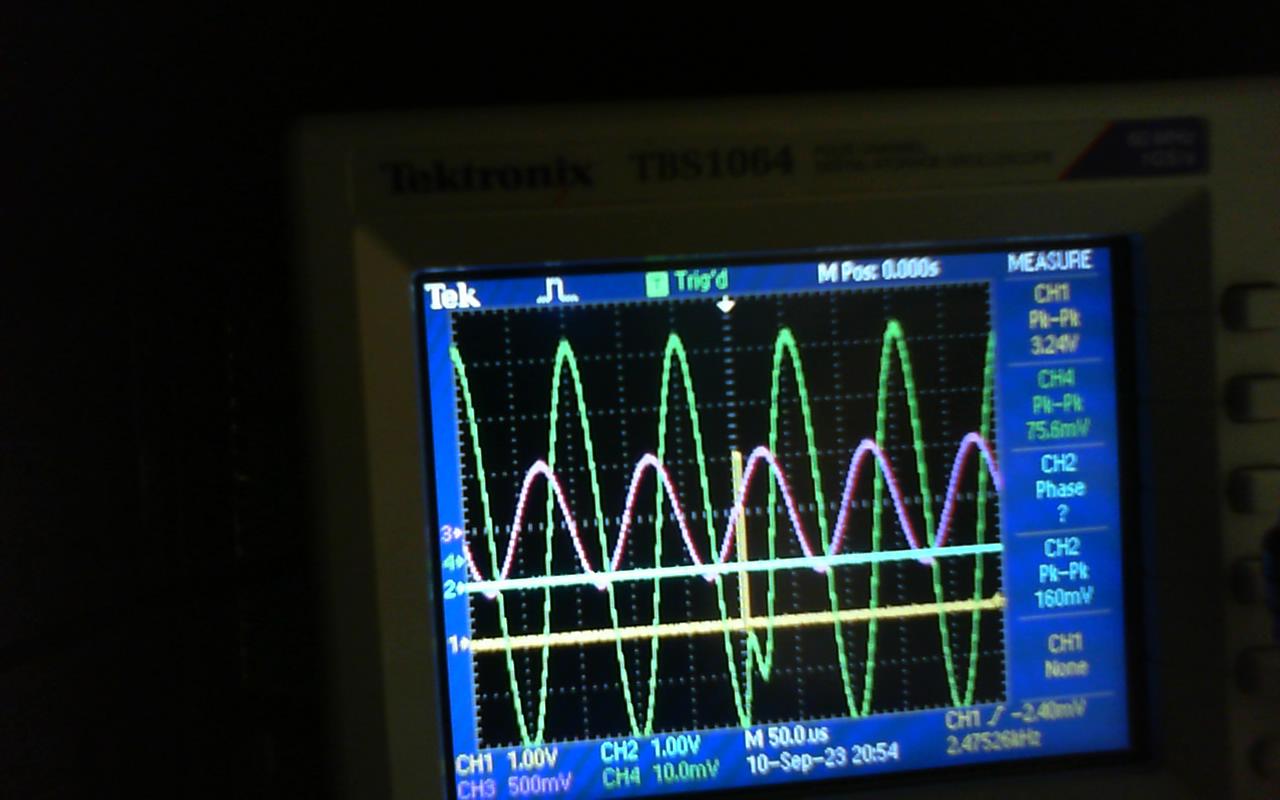 Tektronix TBS1064
Tek Trig'd M Pos: 0.000s MEASURE
CH1
Pk-Pk
3.24V
CH4
Pk-Pk
75.6mV
CH2
Phase
?
CH2
Pk-Pk
160mV
CH1
None
3
4
2
1
CH1 1.00V CH2 1.00V M 50.0us CH1 -2.40mV
CH3 500mV CH4 10.0mV 10-Sep-23 20:54 2.47526kHz